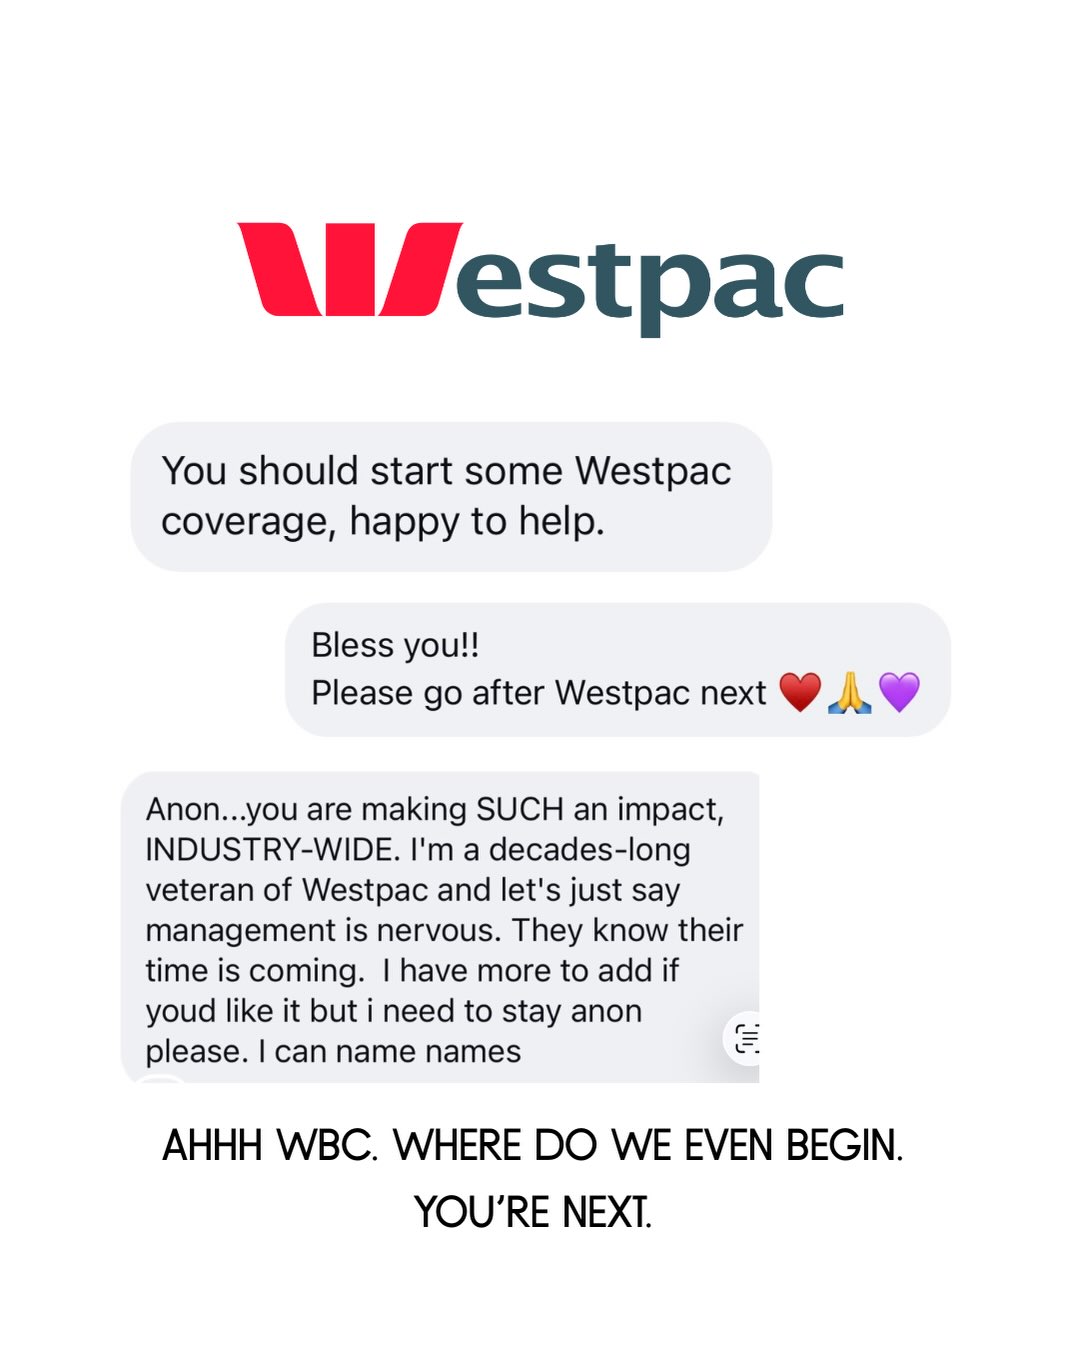 Westpac
You should start some Westpac
coverage, happy to help.
Bless you!!
Please go after Westpac next ♥️🙏💜
Anon...you are making SUCH an impact,
INDUSTRY-WIDE. I'm a decades-long
veteran of Westpac and let's just say
management is nervous. They know their
time is coming.  I have more to add if
youd like it but i need to stay anon
please. I can name names
AHHH WBC. WHERE DO WE EVEN BEGIN.
YOU'RE NEXT.